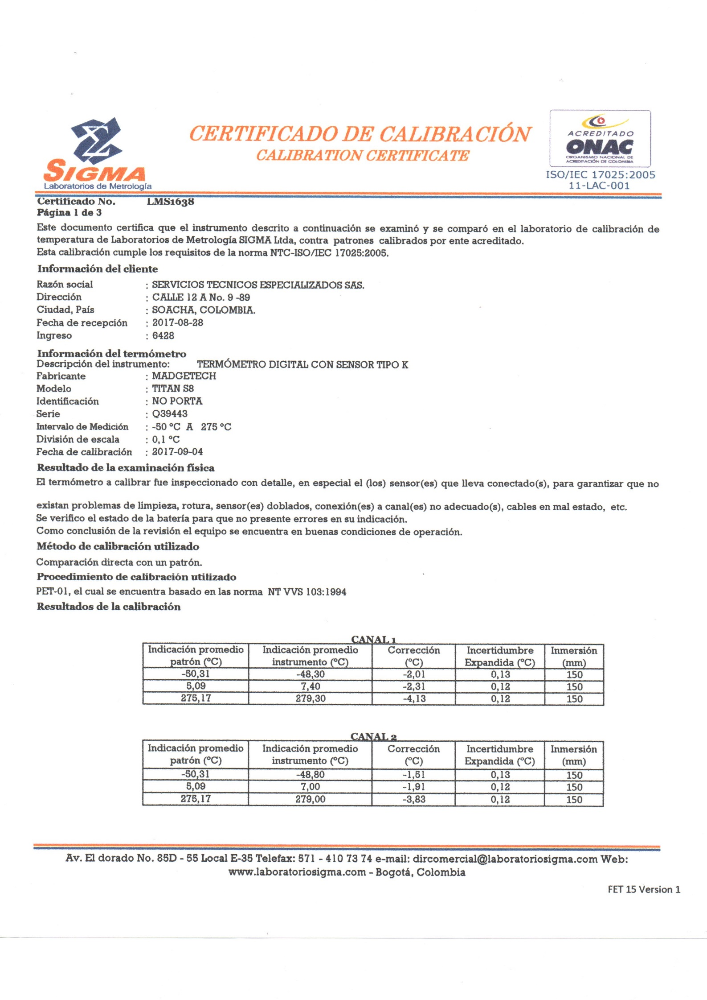 CERTIFICADO DE CALIBRACIÓN
CALIBRATION CERTIFICATE
SIGMA
Laboratorios de Metrología
ACREDITADO
ONAC
ORGANISMO NACIONAL DE
ACREDITACIÓN DE COLOMBIA
ISO/IEC 17025:2005
11-LAC-001
Certificado No. LMS1638
Página 1 de 3
Este documento certifica que el instrumento descrito a continuación se examinó y se comparó en el laboratorio de calibración de
temperatura de Laboratorios de Metrología SIGMA Ltda, contra patrones calibrados por ente acreditado.
Esta calibración cumple los requisitos de la norma NTC-ISO/IEC 17025:2005.
Información del cliente
Razón social : SERVICIOS TECNICOS ESPECIALIZADOS SAS.
Dirección : CALLE 12 A No. 9 -89
Ciudad, País : SOACHA, COLOMBIA.
Fecha de recepción : 2017-08-28
Ingreso : 6428
Información del termómetro
Descripción del instrumento: TERMÓMETRO DIGITAL CON SENSOR TIPO K
Fabricante : MADGETECH
Modelo : TITAN S8
Identificación : NO PORTA
Serie : Q39443
Intervalo de Medición : -50 ºC A 275 ºC
División de escala : 0,1 ºC
Fecha de calibración : 2017-09-04
Resultado de la examinación física
El termómetro a calibrar fue inspeccionado con detalle, en especial el (los) sensor(es) que lleva conectado(s), para garantizar que no
existan problemas de limpieza, rotura, sensor(es) doblados, conexión(es) a canal(es) no adecuado(s), cables en mal estado, etc.
Se verifico el estado de la batería para que no presente errores en su indicación.
Como conclusión de la revisión el equipo se encuentra en buenas condiciones de operación.
Método de calibración utilizado
Comparación directa con un patrón.
Procedimiento de calibración utilizado
PET-01, el cual se encuentra basado en las norma NT VVS 103:1994
Resultados de la calibración
CANAL 1
Indicación promedio Indicación promedio Corrección Incertidumbre Inmersión
patrón (ºC) instrumento (ºC) (ºC) Expandida (ºC) (mm)
-50,31 -48,30 -2,01 0,13 150
5,09 7,40 -2,31 0,12 150
275,17 279,30 -4,13 0,12 150
CANAL 2
Indicación promedio Indicación promedio Corrección Incertidumbre Inmersión
patrón (ºC) instrumento (ºC) (ºC) Expandida (ºC) (mm)
-50,31 -48,80 -1,51 0,13 150
5,09 7,00 -1,91 0,12 150
275,17 279,00 -3,83 0,12 150
Av. El dorado No. 85D - 55 Local E-35 Telefax: 571 - 410 73 74 e-mail: dircomercial@laboratoriosigma.com Web:
www.laboratoriosigma.com - Bogotá, Colombia
FET 15 Version 1